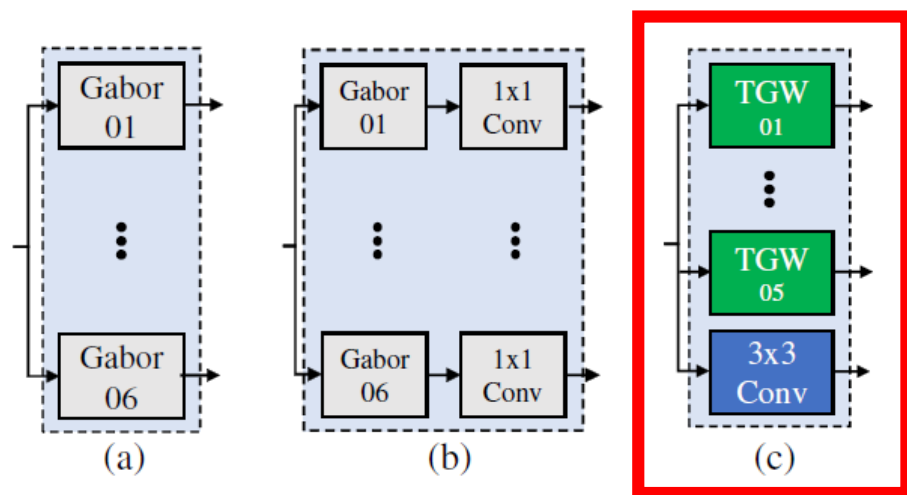 Gabor
01
Gabor
06
(a)
Gabor
01
1x1
Conv
Gabor
06
1x1
Conv
(b)
TGW
01
TGW
05
3x3
Conv
(c)